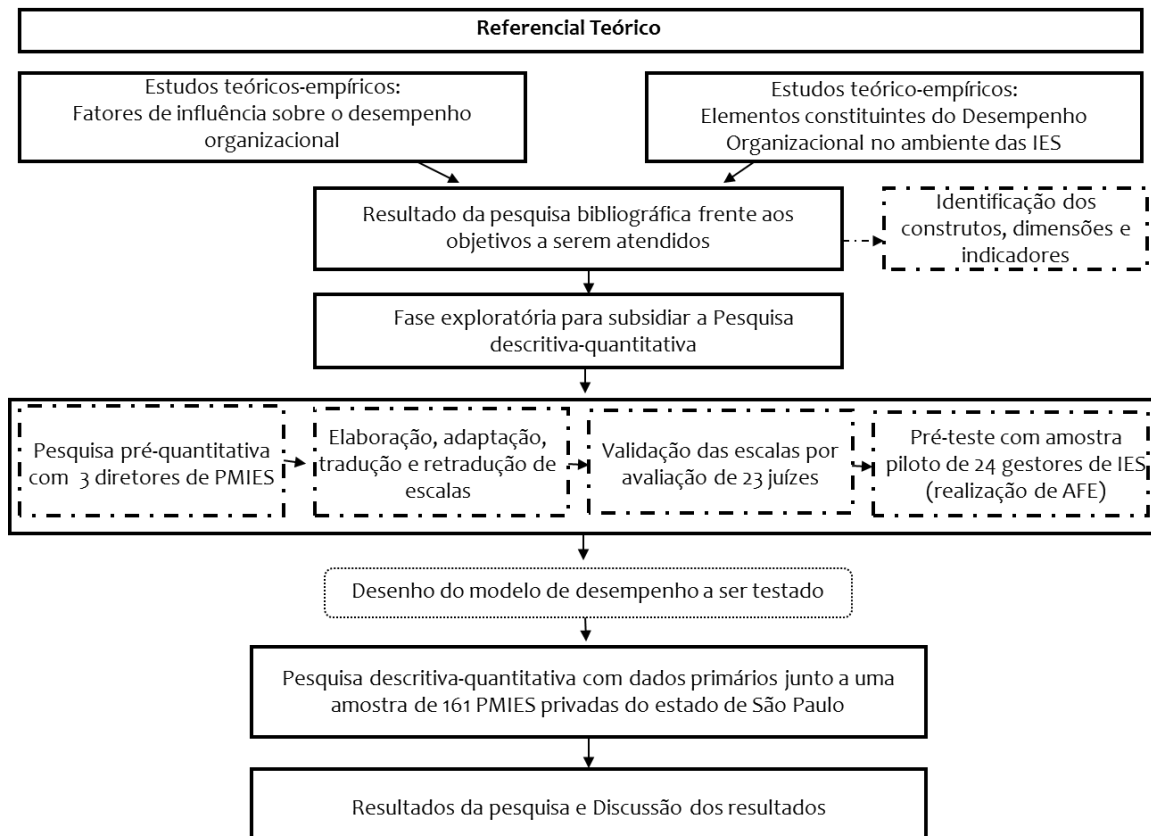 Referencial Teórico
Estudos teóricos-empíricos:
Fatores de influência sobre o desempenho
organizacional
Estudos teórico-empíricos:
Elementos constituintes do Desempenho
Organizacional no ambiente das IES
Resultado da pesquisa bibliográfica frente aos
objetivos a serem atendidos
Identificação dos
construtos, dimensões e
indicadores
Fase exploratória para subsidiar a Pesquisa
descritiva-quantitativa
Pesquisa pré-quantitativa
com 3 diretores de PMIES
Elaboração, adaptação,
tradução e retradução de
escalas
Validação das escalas por
avaliação de 23 juízes
Pré-teste com amostra
piloto de 24 gestores de IES
(realização de AFE)
Desenho do modelo de desempenho a ser testado
Pesquisa descritiva-quantitativa com dados primários junto a uma
amostra de 161 PMIES privadas do estado de São Paulo
Resultados da pesquisa e Discussão dos resultados